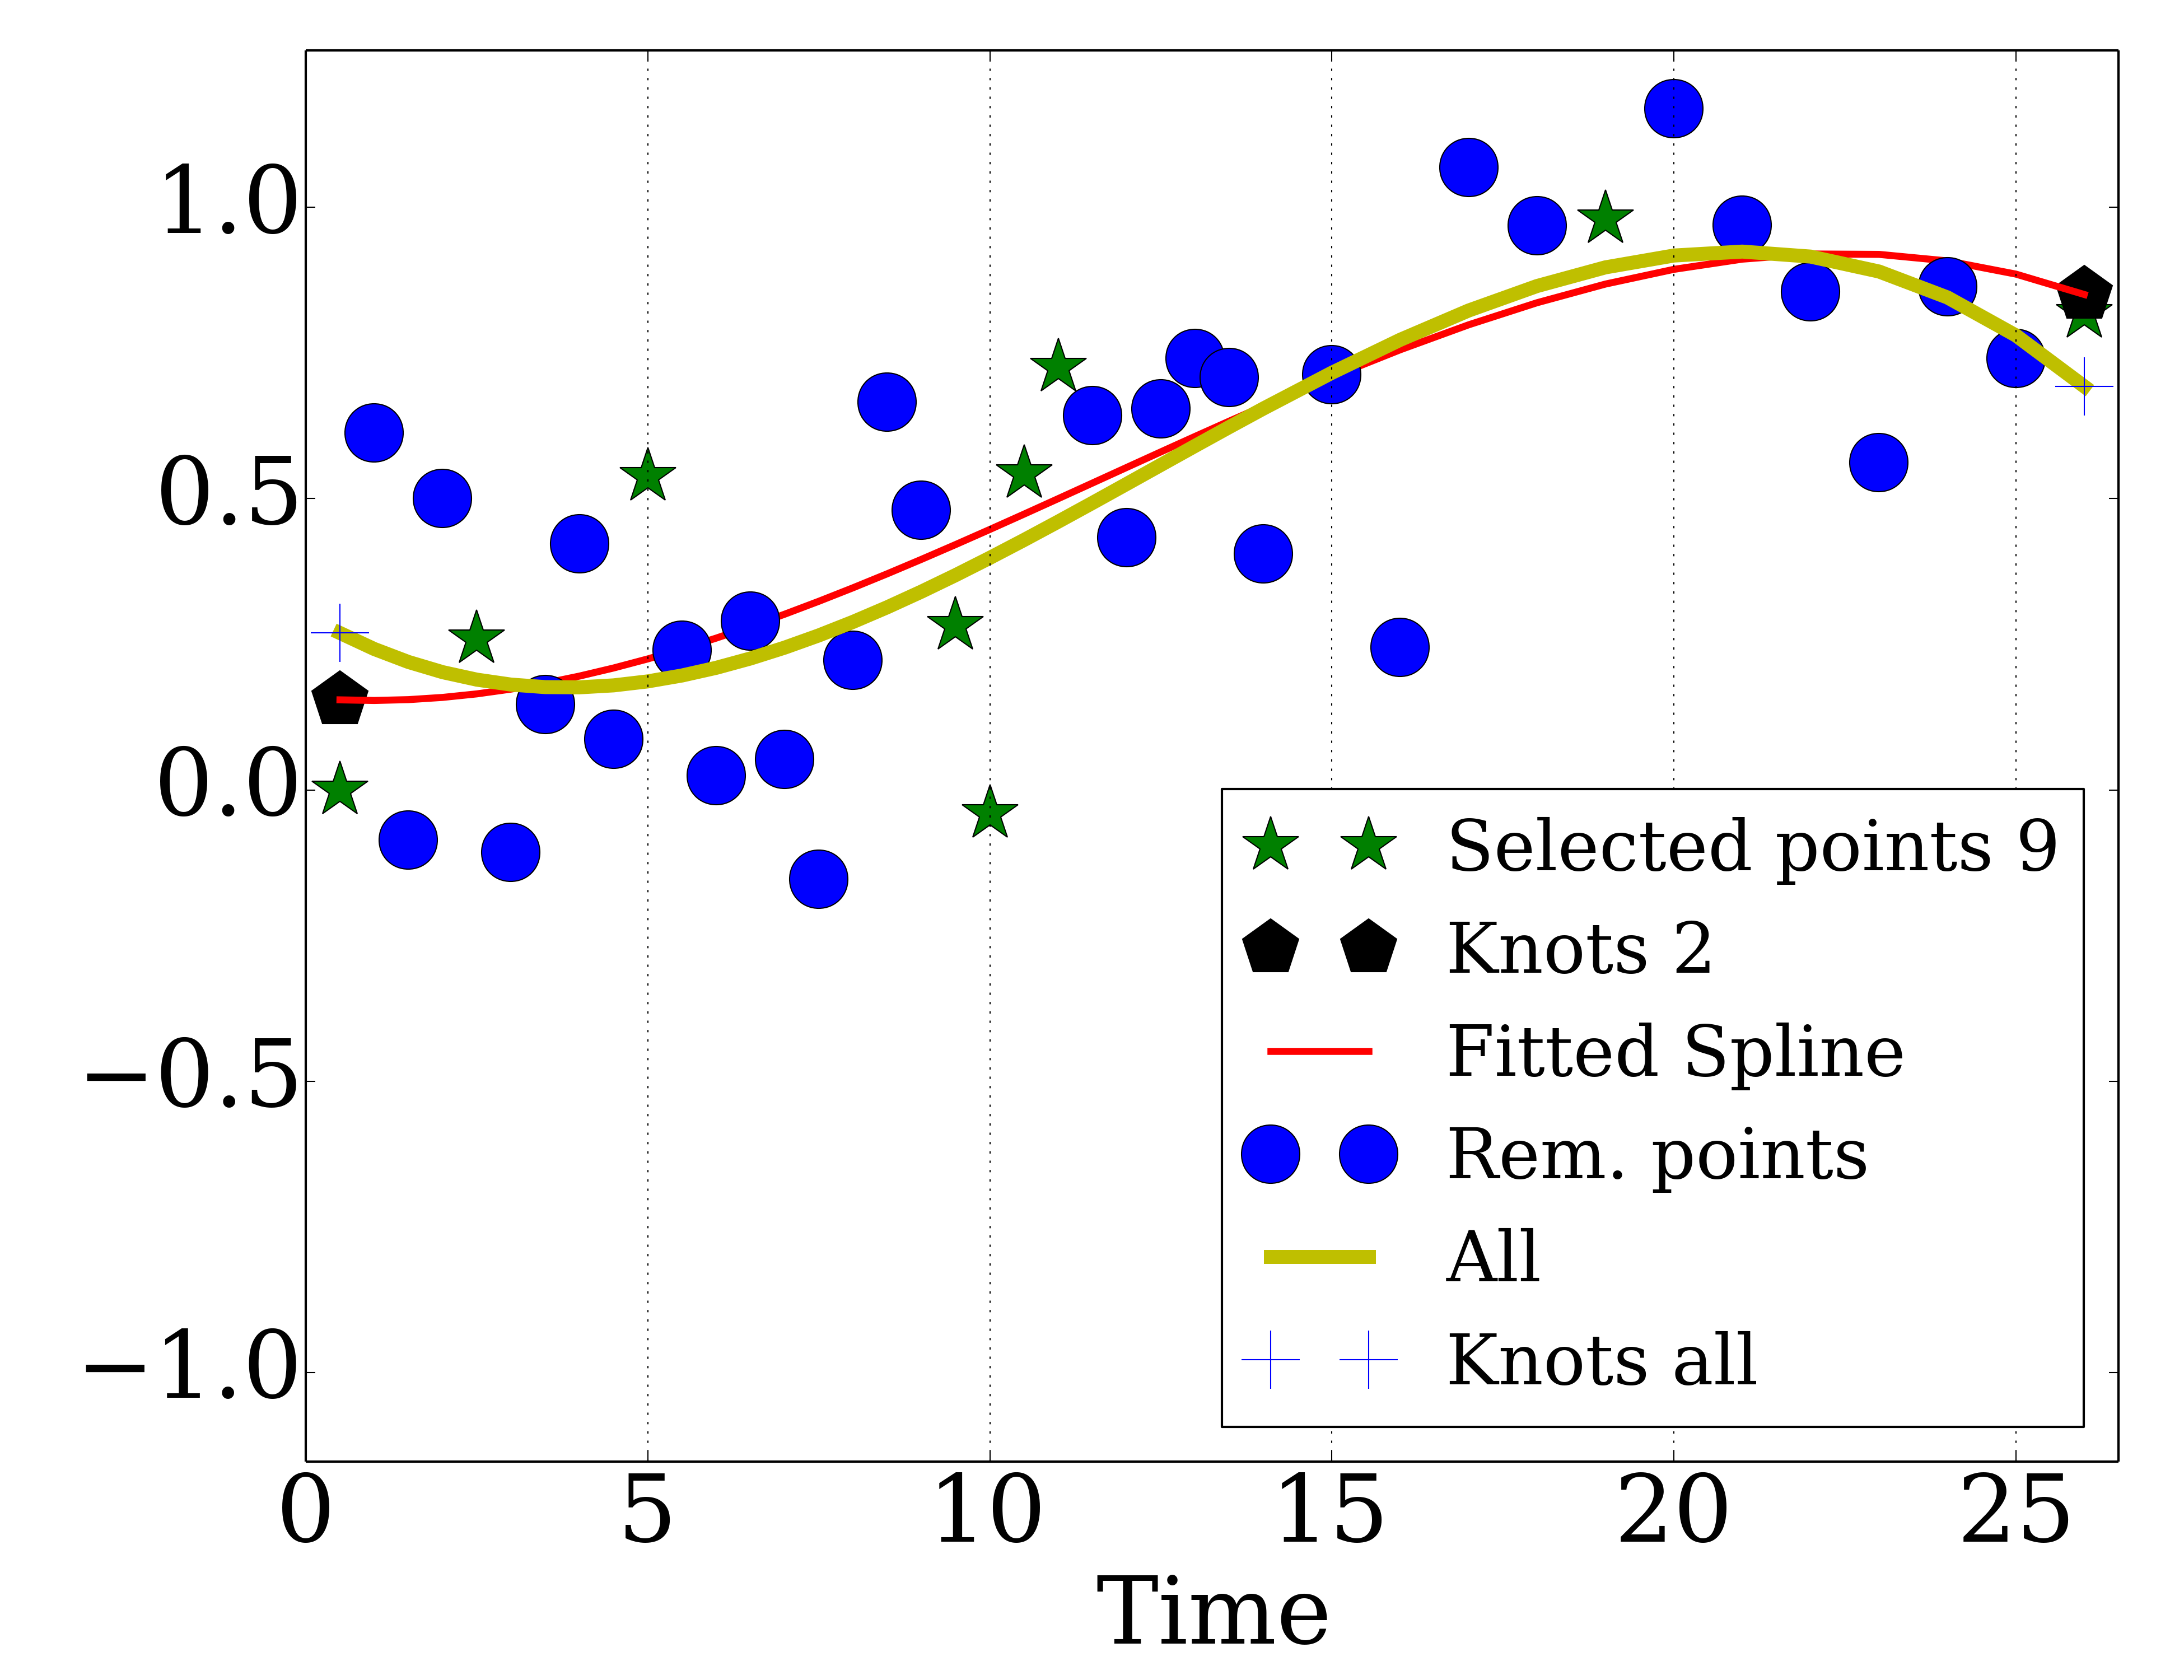 1.0
0.5
0.0
−0.5
−1.0
0 5 10 15 20 25
Time
Selected points 9
Knots 2
Fitted Spline
Rem. points
All
Knots all